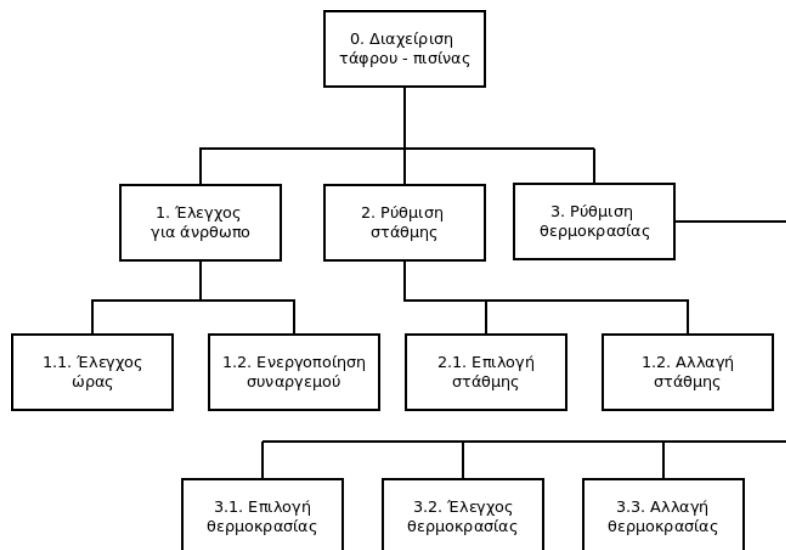 0. Διαχείριση
τάφρου - πισίνας
1. Έλεγχος
για άνρθωπο
2. Ρύθμιση
στάθμης
3. Ρύθμιση
θερμοκρασίας
1.1. Έλεγχος
ώρας
1.2. Ενεργοποίηση
συναργεμού
2.1. Επιλογή
στάθμης
1.2. Αλλαγή
στάθμης
3.1. Επιλογή
θερμοκρασίας
3.2. Έλεγχος
θερμοκρασίας
3.3. Αλλαγή
θερμοκρασίας